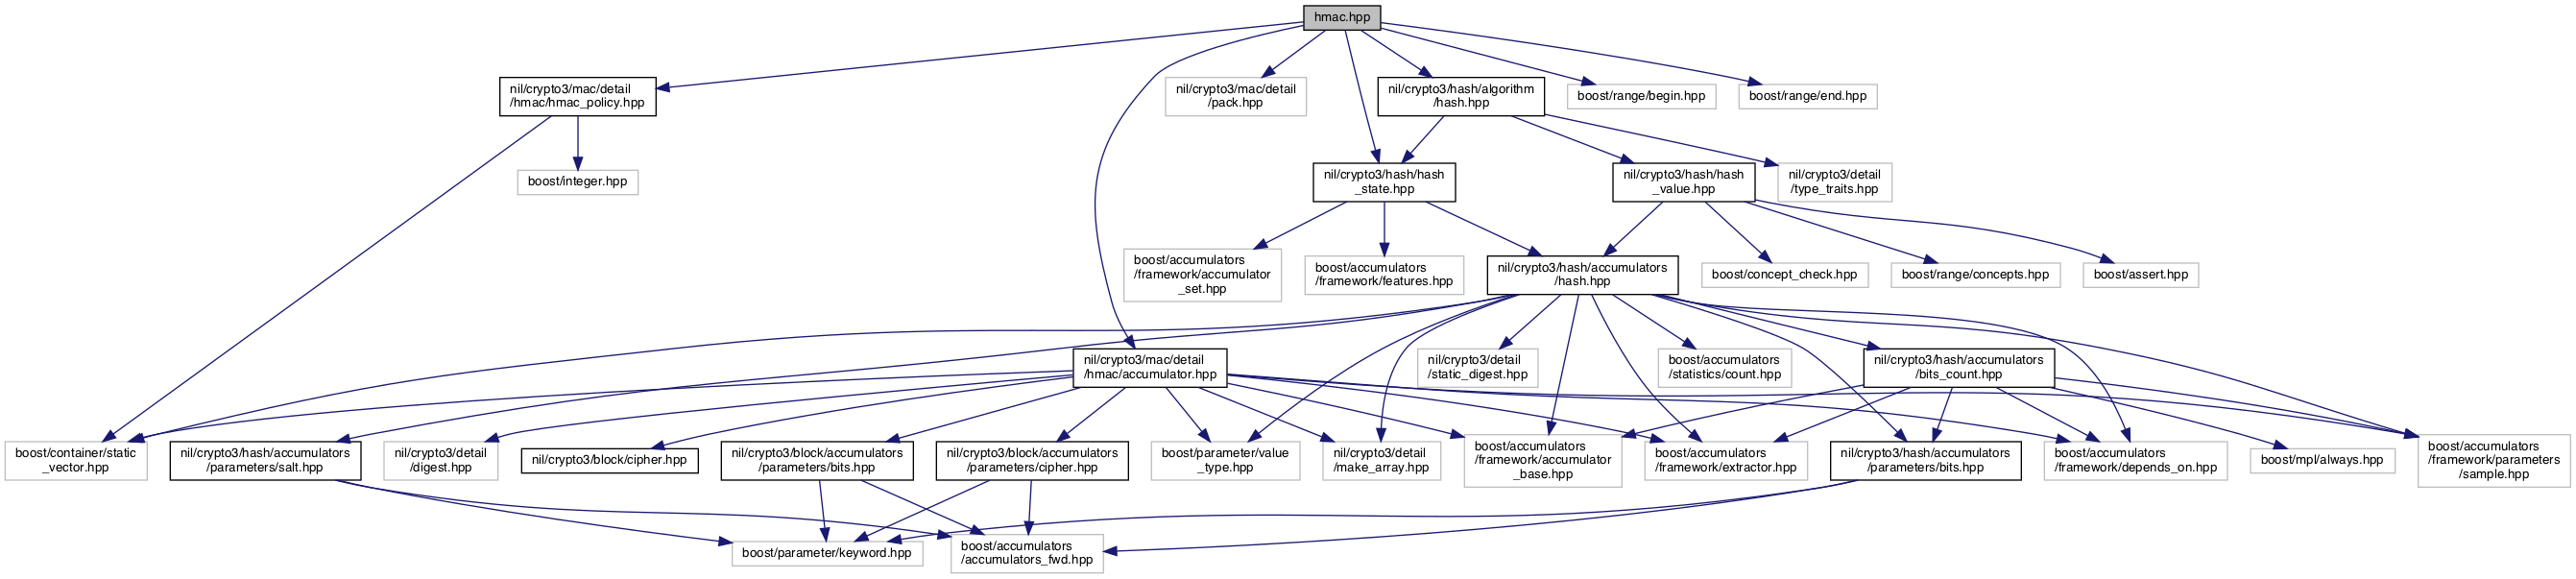 hmac.hpp
nil/crypto3/mac/detail
/hmac/hmac_policy.hpp
nil/crypto3/mac/detail
/pack.hpp
nil/crypto3/hash/algorithm
/hash.hpp
boost/range/begin.hpp
boost/range/end.hpp
boost/integer.hpp
nil/crypto3/hash/hash
_state.hpp
nil/crypto3/hash/hash
_value.hpp
nil/crypto3/detail
/type_traits.hpp
boost/accumulators
/framework/accumulator
_set.hpp
boost/accumulators
/framework/features.hpp
nil/crypto3/hash/accumulators
/hash.hpp
boost/concept_check.hpp
boost/range/concepts.hpp
boost/assert.hpp
nil/crypto3/mac/detail
/hmac/accumulator.hpp
nil/crypto3/detail
/static_digest.hpp
boost/accumulators
/statistics/count.hpp
nil/crypto3/hash/accumulators
/bits_count.hpp
boost/container/static
_vector.hpp
nil/crypto3/hash/accumulators
/parameters/salt.hpp
nil/crypto3/detail
/digest.hpp
nil/crypto3/block/cipher.hpp
nil/crypto3/block/accumulators
/parameters/bits.hpp
nil/crypto3/block/accumulators
/parameters/cipher.hpp
boost/parameter/value
_type.hpp
nil/crypto3/detail
/make_array.hpp
boost/accumulators
/framework/accumulator
_base.hpp
boost/accumulators
/framework/extractor.hpp
nil/crypto3/hash/accumulators
/parameters/bits.hpp
boost/accumulators
/framework/depends_on.hpp
boost/mpl/always.hpp
boost/accumulators
/framework/parameters
/sample.hpp
boost/parameter/keyword.hpp
boost/accumulators
/accumulators_fwd.hpp